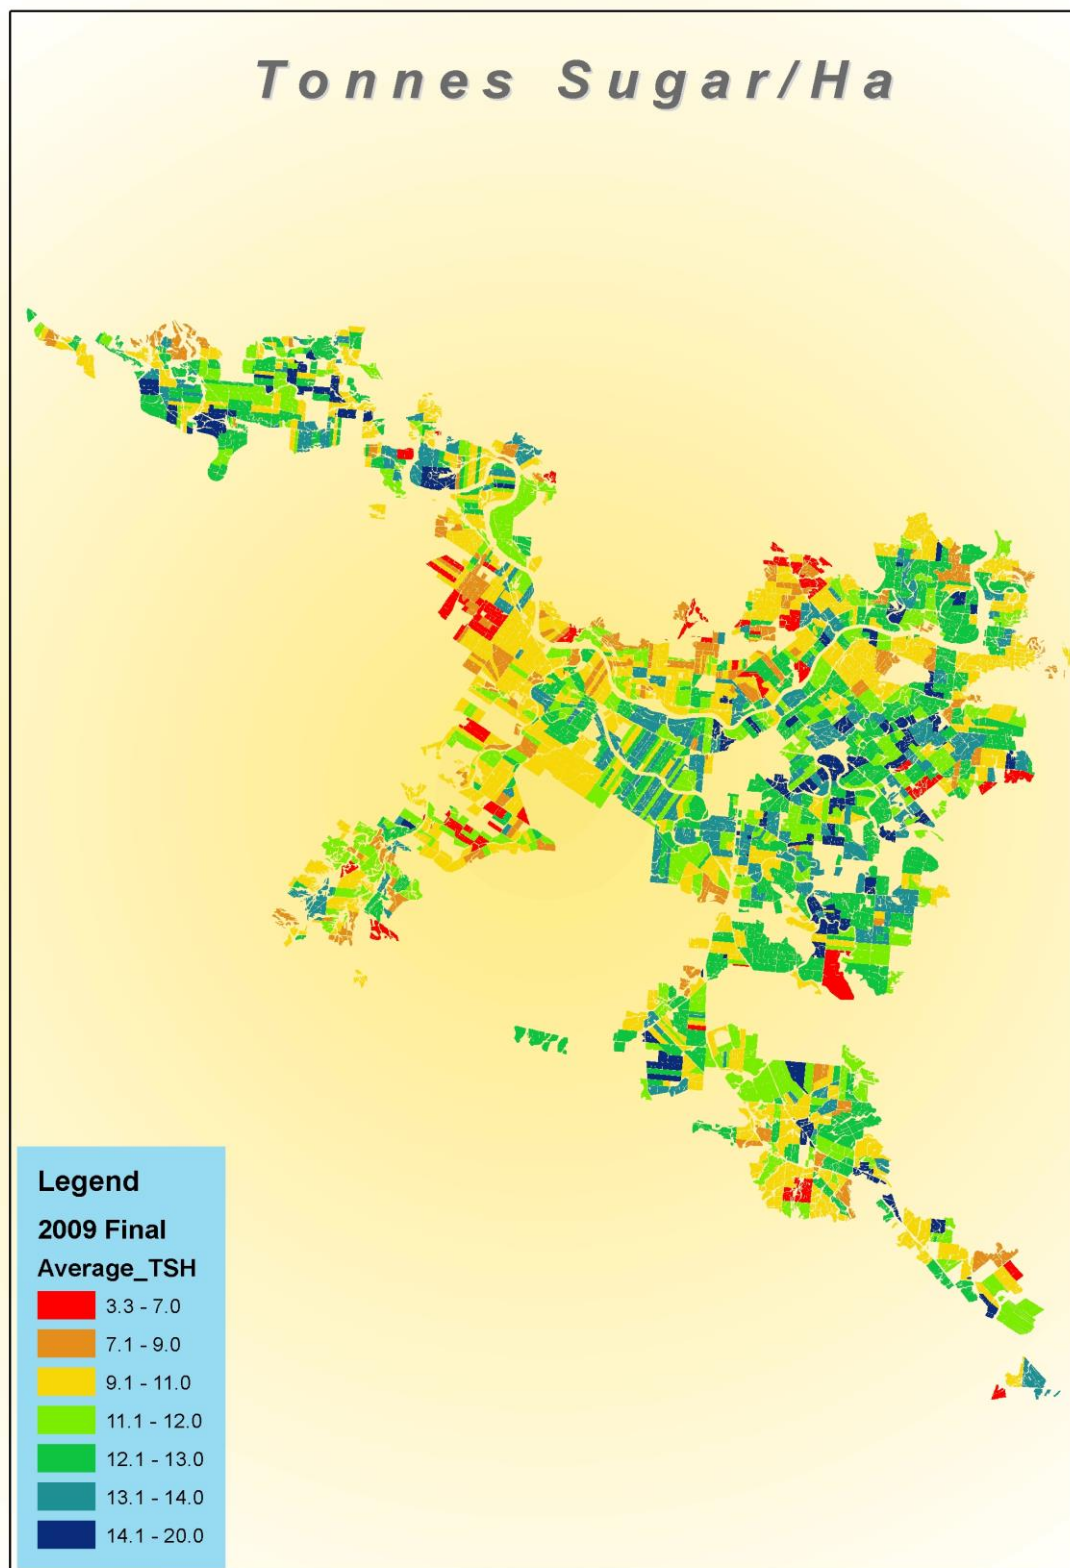 Tonnes Sugar/Ha
Legend
2009 Final
Average_TSH
3.3 - 7.0
7.1 - 9.0
9.1 - 11.0
11.1 - 12.0
12.1 - 13.0
13.1 - 14.0
14.1 - 20.0